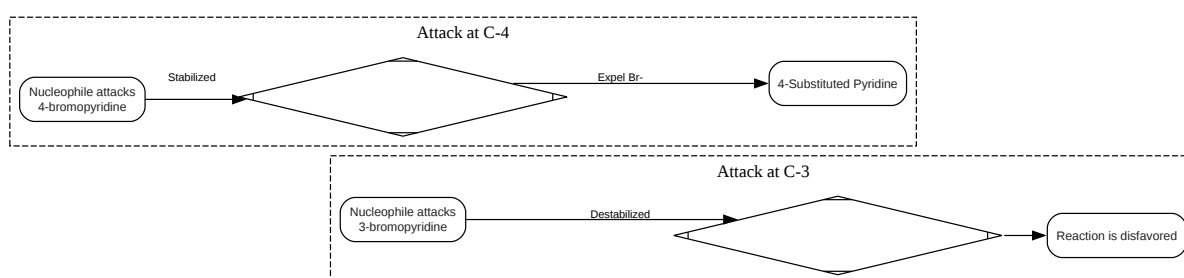 Attack at C-4
Nucleophile attacks
4-bromopyridine
Stabilized
Expel Br-
4-Substituted Pyridine
Attack at C-3
Nucleophile attacks
3-bromopyridine
Destabilized
Reaction is disfavored